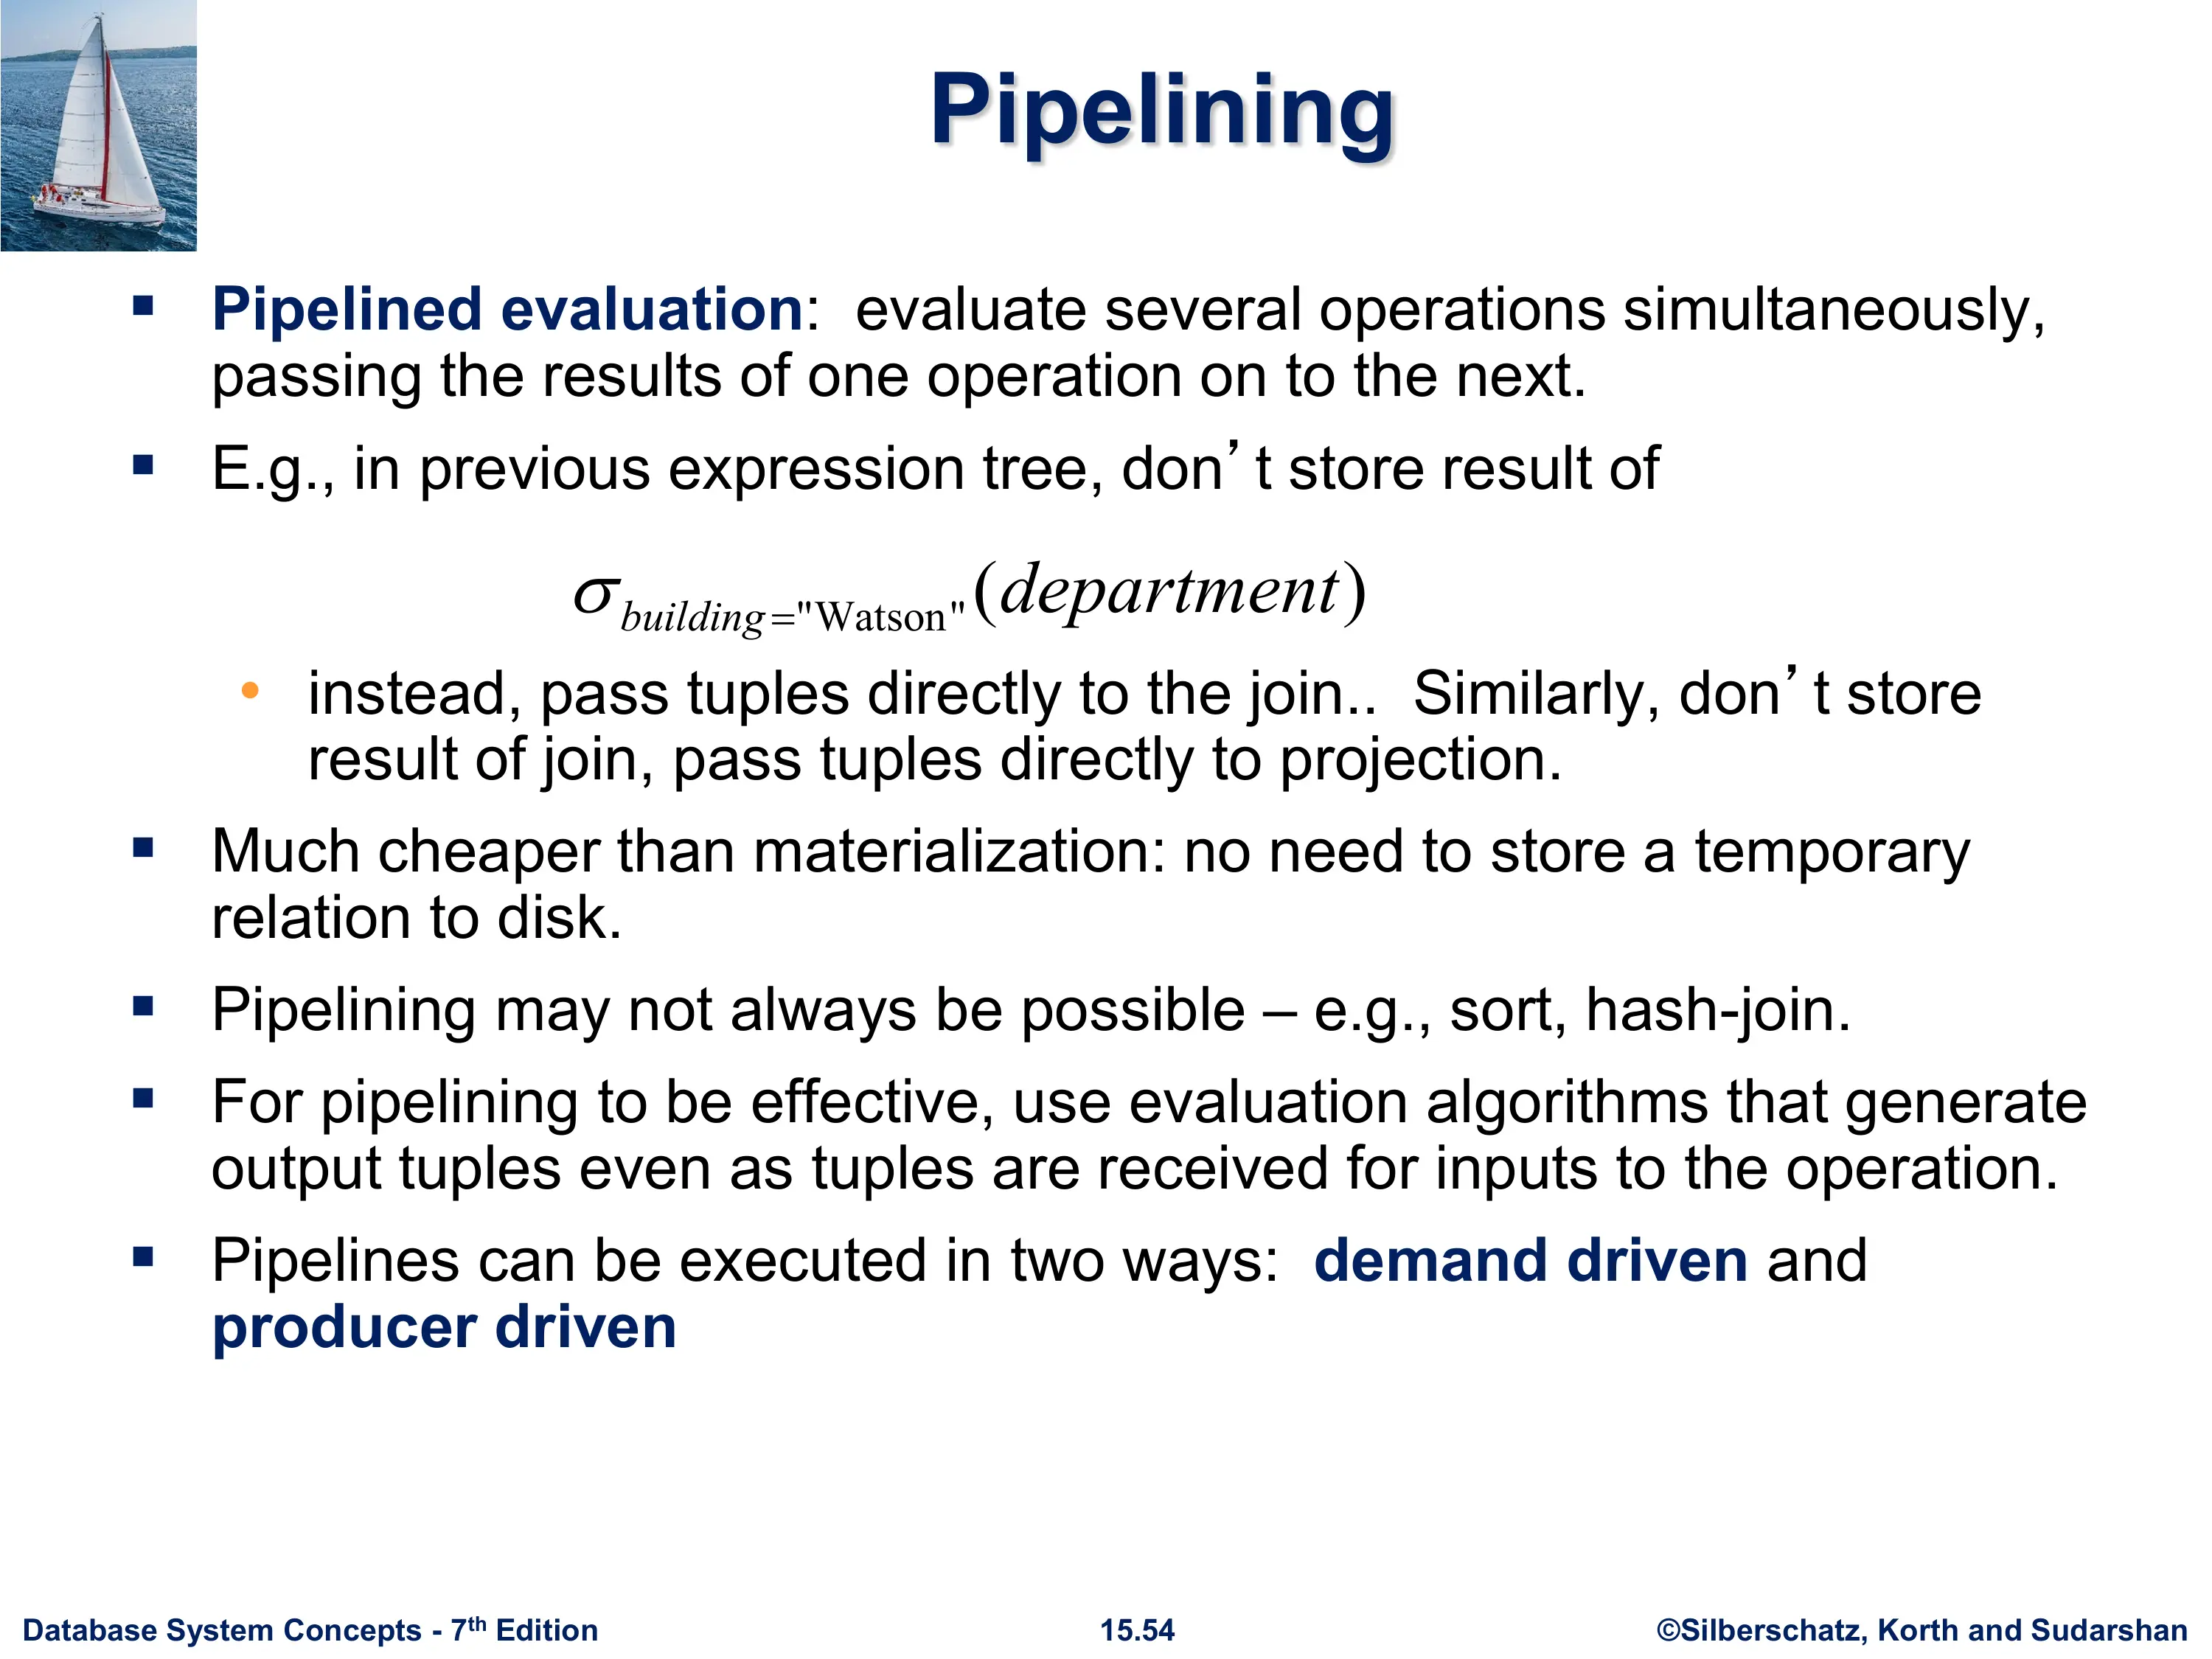 Pipelining
▪ Pipelined evaluation: evaluate several operations simultaneously,
passing the results of one operation on to the next.
▪ E.g., in previous expression tree, don’t store result of
σ building="Watson" (department)
• instead, pass tuples directly to the join.. Similarly, don’t store
result of join, pass tuples directly to projection.
▪ Much cheaper than materialization: no need to store a temporary
relation to disk.
▪ Pipelining may not always be possible – e.g., sort, hash-join.
▪ For pipelining to be effective, use evaluation algorithms that generate
output tuples even as tuples are received for inputs to the operation.
▪ Pipelines can be executed in two ways: demand driven and
producer driven
Database System Concepts - 7th Edition
15.54
©Silberschatz, Korth and Sudarshan